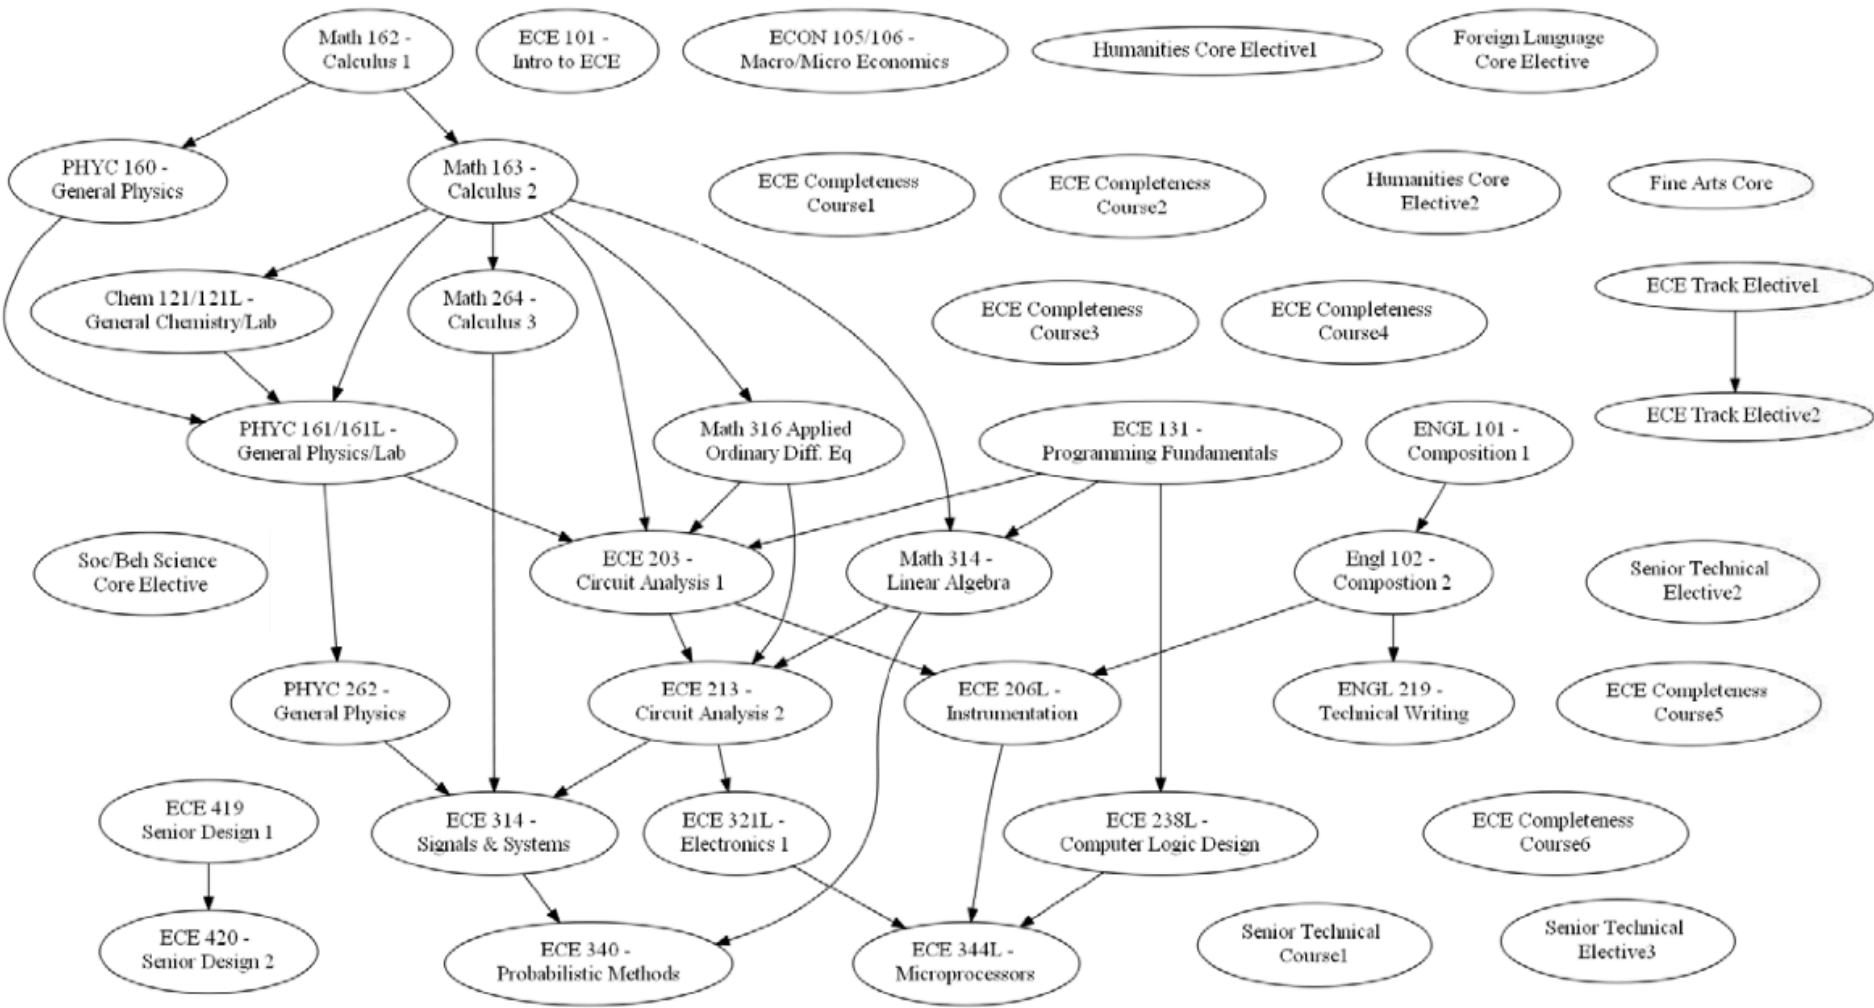 Math 162 -
Calculus 1
ECE 101 -
Intro to ECE
ECON 105/106 -
Macro/Micro Economics
Humanities Core Elective1
Foreign Language
Core Elective
PHYC 160 -
General Physics
Math 163 -
Calculus 2
ECE Completeness
Course1
ECE Completeness
Course2
Humanities Core
Elective2
Fine Arts Core
Chem 121/121L -
General Chemistry/Lab
Math 264 -
Calculus 3
ECE Completeness
Course3
ECE Completeness
Course4
ECE Track Elective1
PHYC 161/161L -
General Physics/Lab
Math 316 Applied
Ordinary Diff. Eq
ECE 131 -
Programming Fundamentals
ENGL 101 -
Composition 1
ECE Track Elective2
Soc/Beh Science
Core Elective
ECE 203 -
Circuit Analysis 1
Math 314 -
Linear Algebra
Engl 102 -
Compostion 2
Senior Technical
Elective2
PHYC 262 -
General Physics
ECE 213 -
Circuit Analysis 2
ECE 206L -
Instrumentation
ENGL 219 -
Technical Writing
ECE Completeness
Course5
ECE 419
Senior Design 1
ECE 314 -
Signals & Systems
ECE 321L -
Electronics 1
ECE 238L -
Computer Logic Design
ECE Completeness
Course6
ECE 420 -
Senior Design 2
ECE 340 -
Probabilistic Methods
ECE 344L -
Microprocessors
Senior Technical
Course1
Senior Technical
Elective3